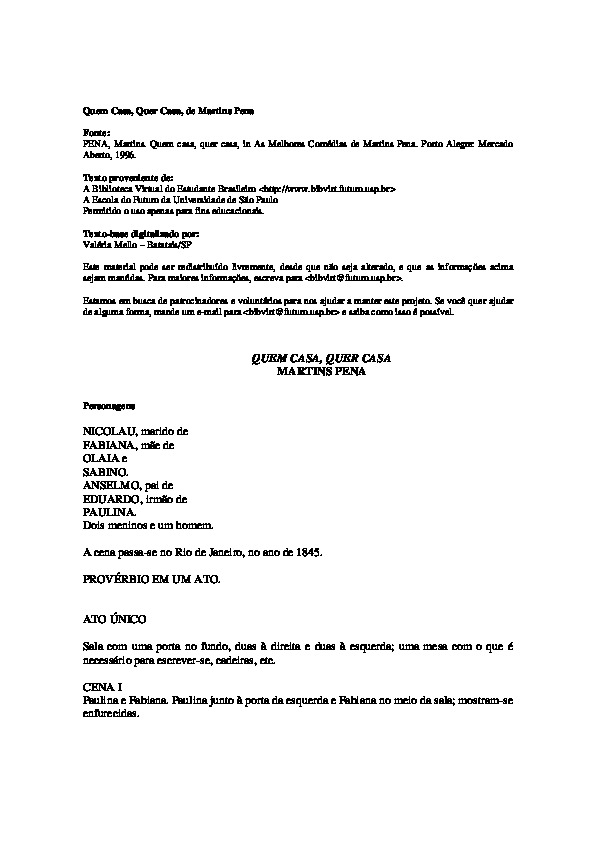 Quem Casa, Quer Casa, de Martins Pena
Fonte:
PENA, Martins. Quem casa, quer casa, in As Melhores Comédias de Martins Pena. Porto Alegre: Mercado
Aberto, 1996.
Texto proveniente de:
A Biblioteca Virtual do Estudante Brasileiro <http://www.bibvirt.futuro.usp.br>
A Escola do Futuro da Universidade de São Paulo
Permitido o uso apenas para fins educacionais.
Texto-base digitalizado por:
Valéria Mello – Batatais/SP
Este material pode ser redistribuído livremente, desde que não seja alterado, e que as informações acima
sejam mantidas. Para maiores informações, escreva para <bibvirt@futuro.usp.br>.
Estamos em busca de patrocinadores e voluntários para nos ajudar a manter este projeto. Se você quer ajudar
de alguma forma, mande um e-mail para <bibvirt@futuro.usp.br> e saiba como isso é possível.
QUEM CASA, QUER CASA
MARTINS PENA
Personagens
NICOLAU, marido de
FABIANA, mãe de
OLAIA e
SABINO.
ANSELMO, pai de
EDUARDO, irmão de
PAULINA.
Dois meninos e um homem.
A cena passa-se no Rio de Janeiro, no ano de 1845.
PROVÉRBIO EM UM ATO.
ATO ÚNICO
Sala com uma porta no fundo, duas à direita e duas à esquerda; uma mesa com o que é
necessário para escrever-se, cadeiras, etc.
CENA I
Paulina e Fabiana. Paulina junto à porta da esquerda e Fabiana no meio da sala; mostram-se
enfurecidas.